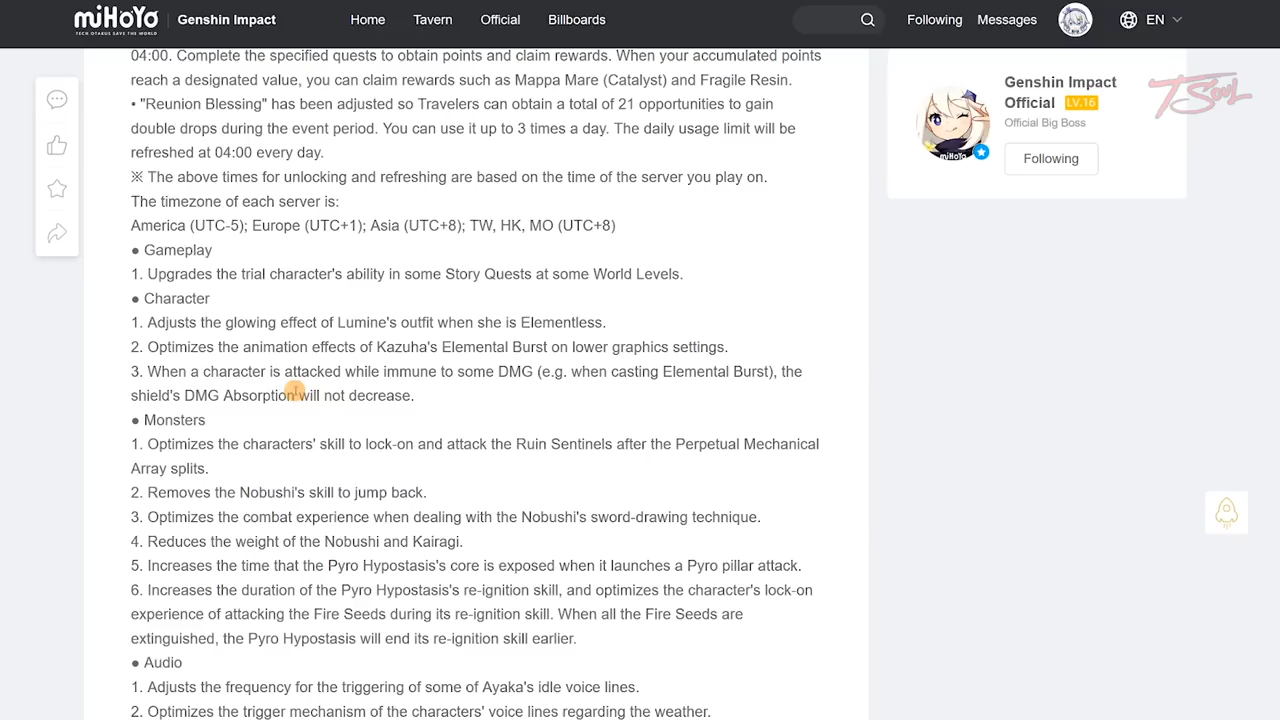 miHoYo
TECH OTAKUS SAVE THE WORLD
Genshin Impact
Home
Tavern
Official
Billboards
Following
Messages
EN
04:00. Complete the specified quests to obtain points and claim rewards. When your accumulated points
reach a designated value, you can claim rewards such as Mappa Mare (Catalyst) and Fragile Resin.
• "Reunion Blessing" has been adjusted so Travelers can obtain a total of 21 opportunities to gain
double drops during the event period. You can use it up to 3 times a day. The daily usage limit will be
refreshed at 04:00 every day.
※ The above times for unlocking and refreshing are based on the time of the server you play on.
The timezone of each server is:
America (UTC-5); Europe (UTC+1); Asia (UTC+8); TW, HK, MO (UTC+8)
● Gameplay
1. Upgrades the trial character's ability in some Story Quests at some World Levels.
● Character
1. Adjusts the glowing effect of Lumine's outfit when she is Elementless.
2. Optimizes the animation effects of Kazuha's Elemental Burst on lower graphics settings.
3. When a character is attacked while immune to some DMG (e.g. when casting Elemental Burst), the
shield's DMG Absorption will not decrease.
● Monsters
1. Optimizes the characters' skill to lock-on and attack the Ruin Sentinels after the Perpetual Mechanical
Array splits.
2. Removes the Nobushi's skill to jump back.
3. Optimizes the combat experience when dealing with the Nobushi's sword-drawing technique.
4. Reduces the weight of the Nobushi and Kairagi.
5. Increases the time that the Pyro Hypostasis's core is exposed when it launches a Pyro pillar attack.
6. Increases the duration of the Pyro Hypostasis's re-ignition skill, and optimizes the character's lock-on
experience of attacking the Fire Seeds during its re-ignition skill. When all the Fire Seeds are
extinguished, the Pyro Hypostasis will end its re-ignition skill earlier.
● Audio
1. Adjusts the frequency for the triggering of some of Ayaka's idle voice lines.
2. Optimizes the trigger mechanism of the characters' voice lines regarding the weather.
Genshin Impact
Official LV.16
Official Big Boss
miHoYo
Following
TSoul